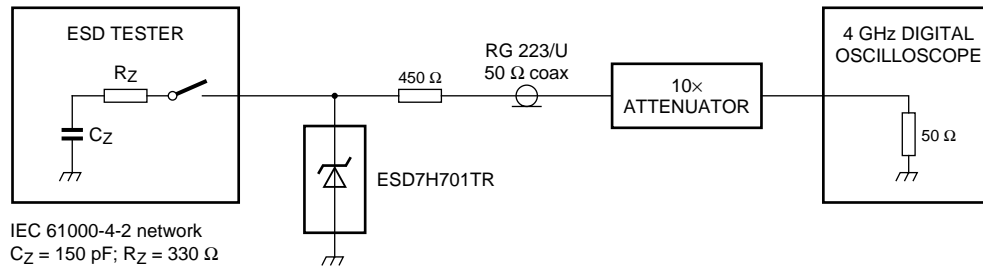 ESD TESTER
RZ
CZ
450 Ω
RG 223/U
50 Ω coax
10×
ATTENUATOR
4 GHz DIGITAL
OSCILLOSCOPE
50 Ω
ESD7H701TR
IEC 61000-4-2 network
CZ = 150 pF; RZ = 330 Ω